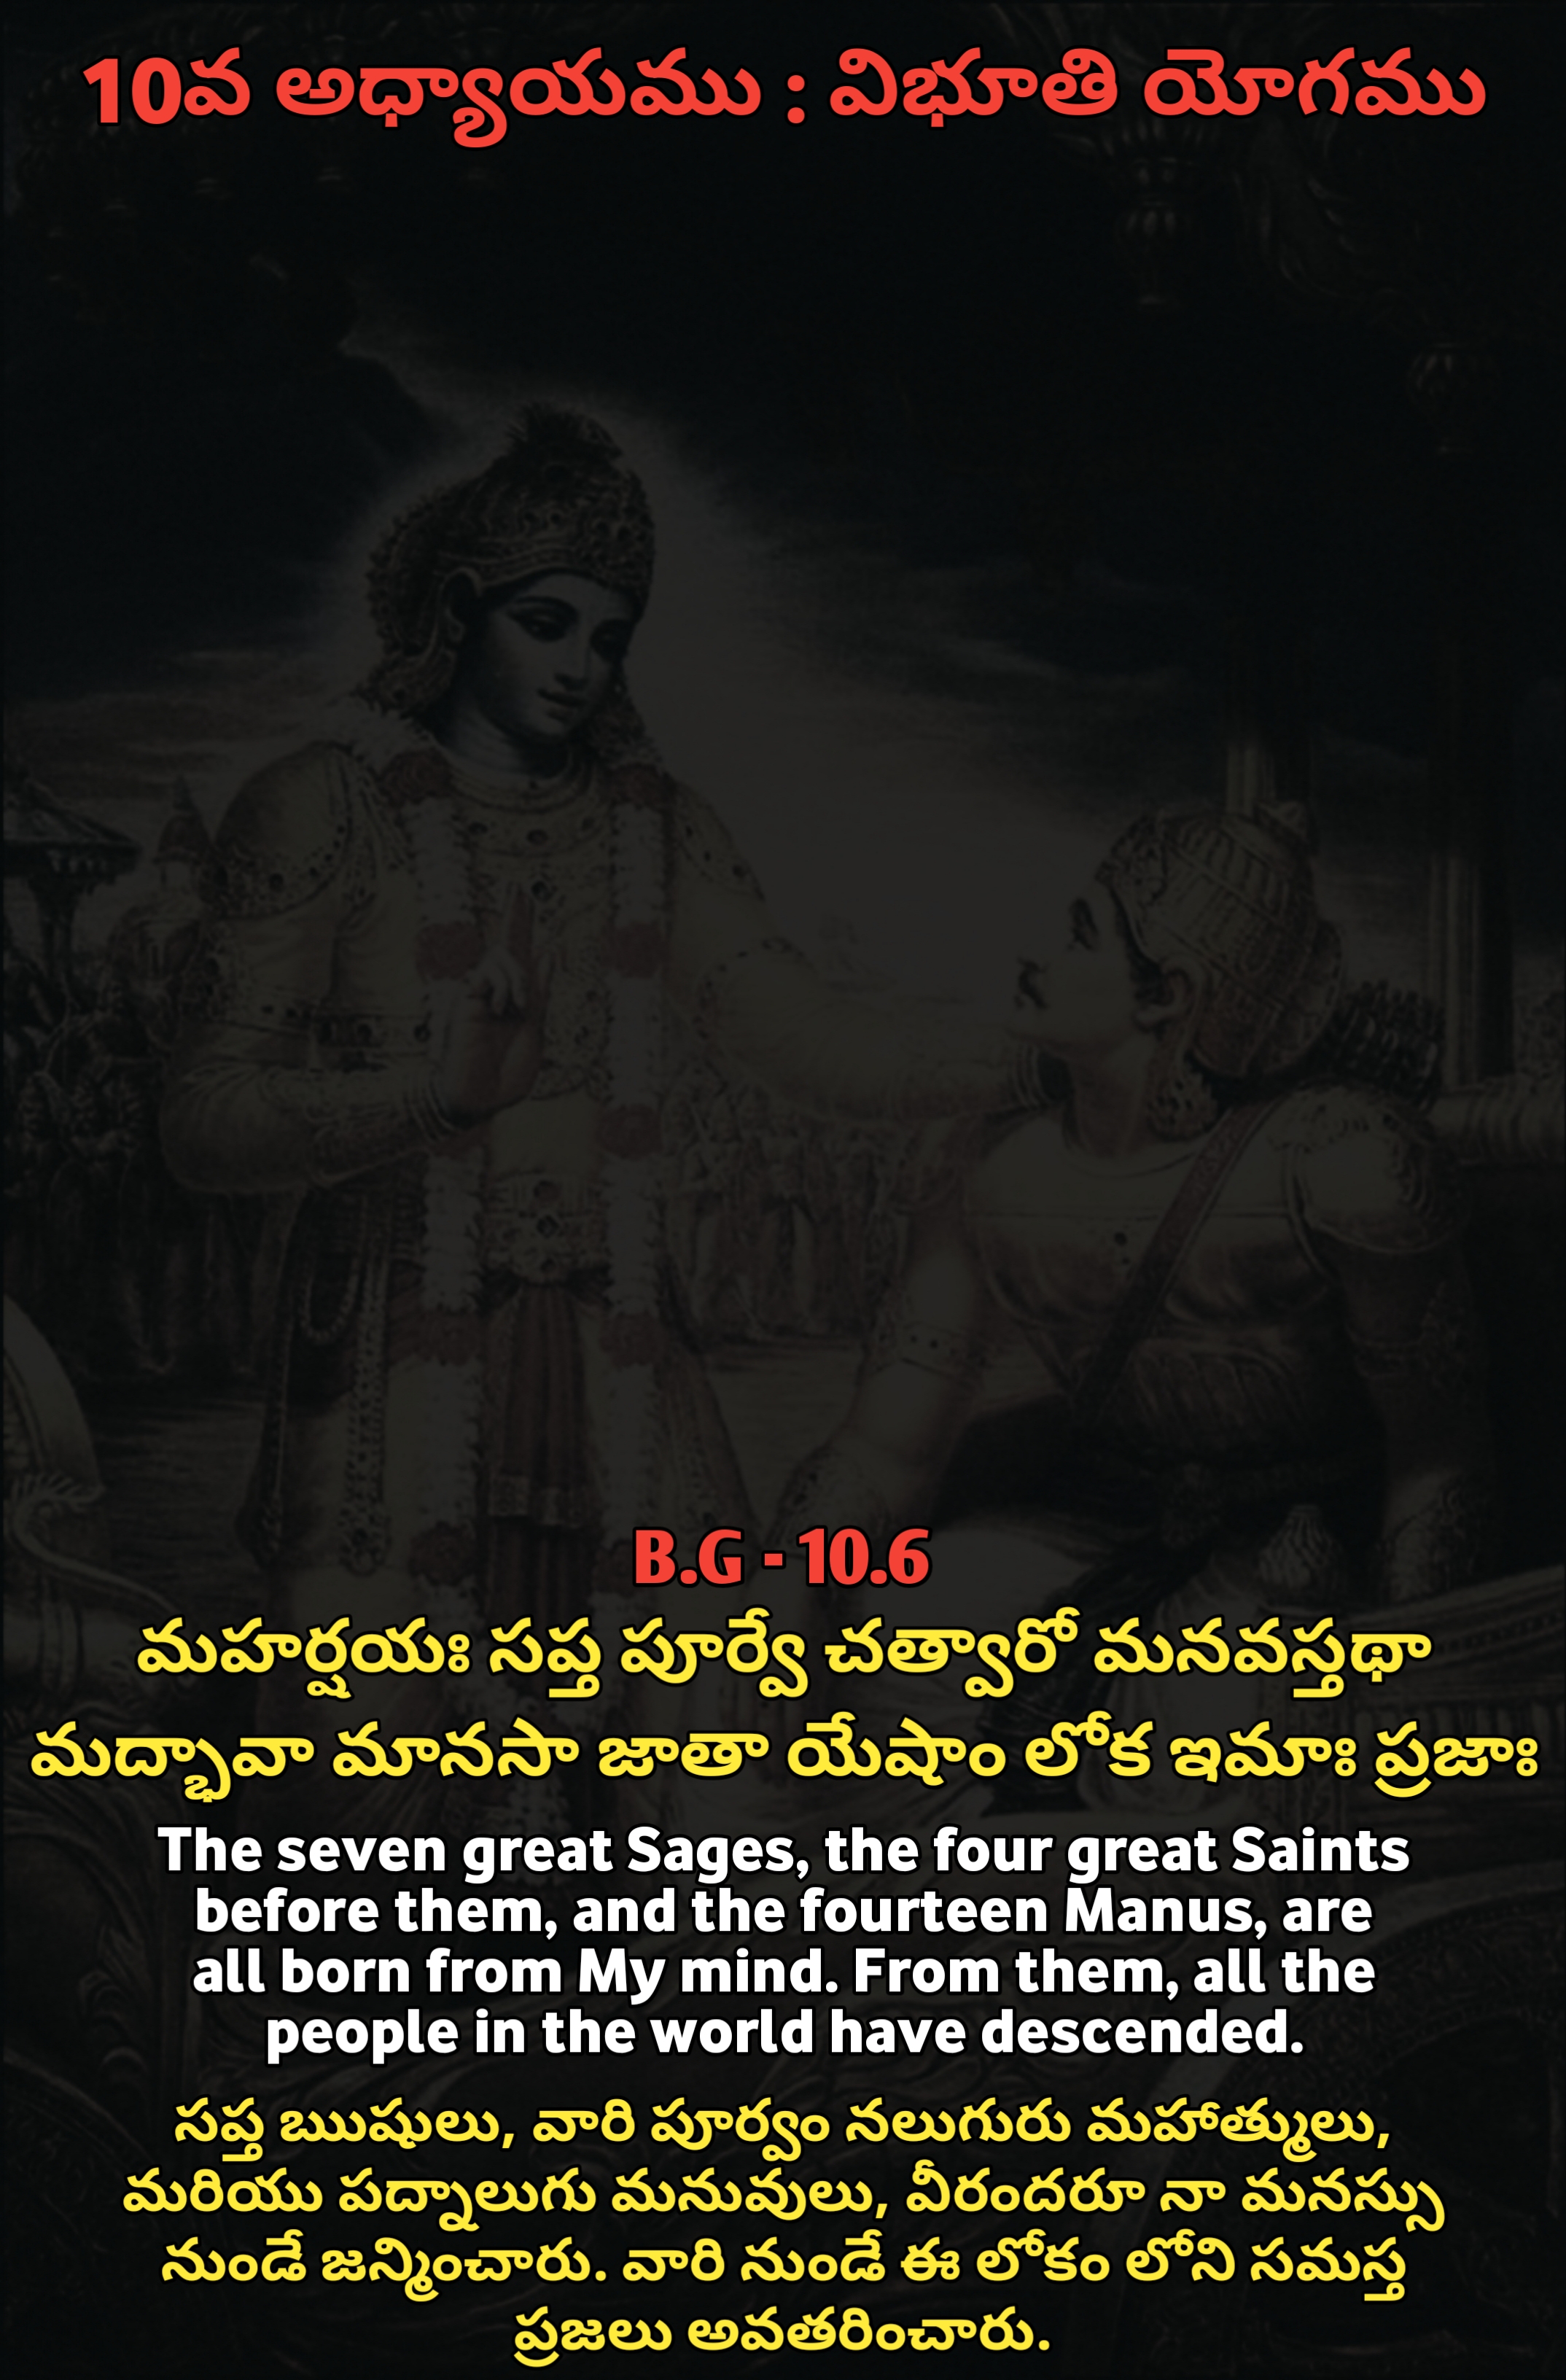 10వ అధ్యాయము : విభూతి యోగము
B.G - 10.6
మహర్షయః సప్త పూర్వే చత్వారో మనవస్తథా
మద్భావా మానసా జాతా యేషాం లోక ఇమాః ప్రజాః
The seven great Sages, the four great Saints
before them, and the fourteen Manus, are
all born from My mind. From them, all the
people in the world have descended.
సప్త ఋషులు, వారి పూర్వం నలుగురు మహాత్ములు,
మరియు పద్నాలుగు మనువులు, వీరందరూ నా మనస్సు
నుండే జన్మించారు. వారి నుండే ఈ లోకం లోని సమస్త
ప్రజలు అవతరించారు.